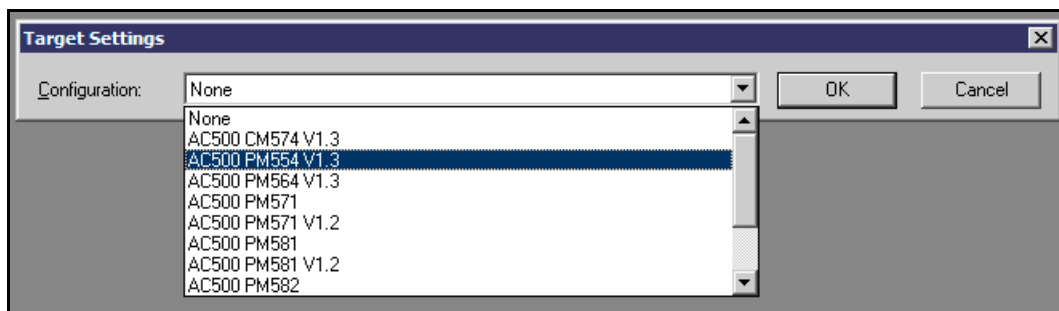 Target Settings
Configuration: None OK Cancel
None
AC500 CM574 V1.3
AC500 PM554 V1.3
AC500 PM564 V1.3
AC500 PM571
AC500 PM571 V1.2
AC500 PM581
AC500 PM581 V1.2
AC500 PM582